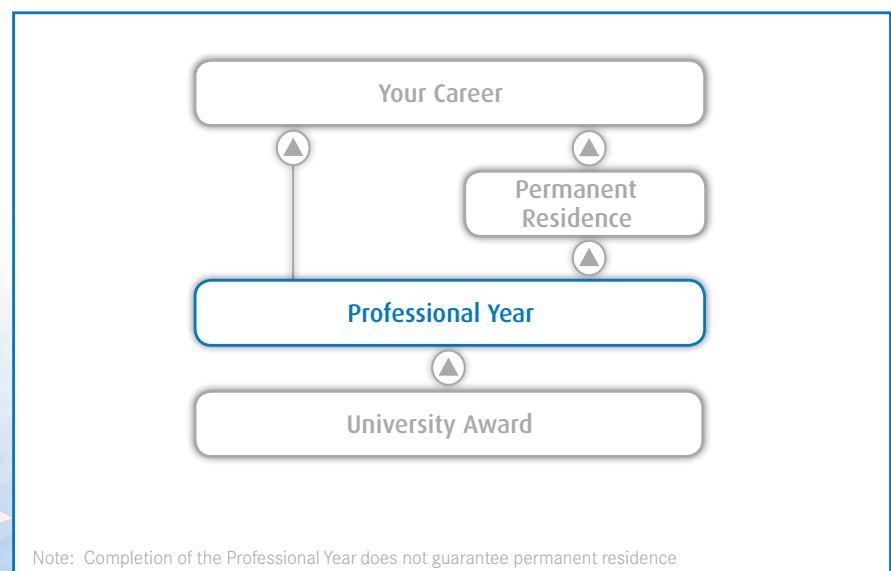 Your Career
Permanent
Residence
Professional Year
University Award
Note: Completion of the Professional Year does not guarantee permanent residence